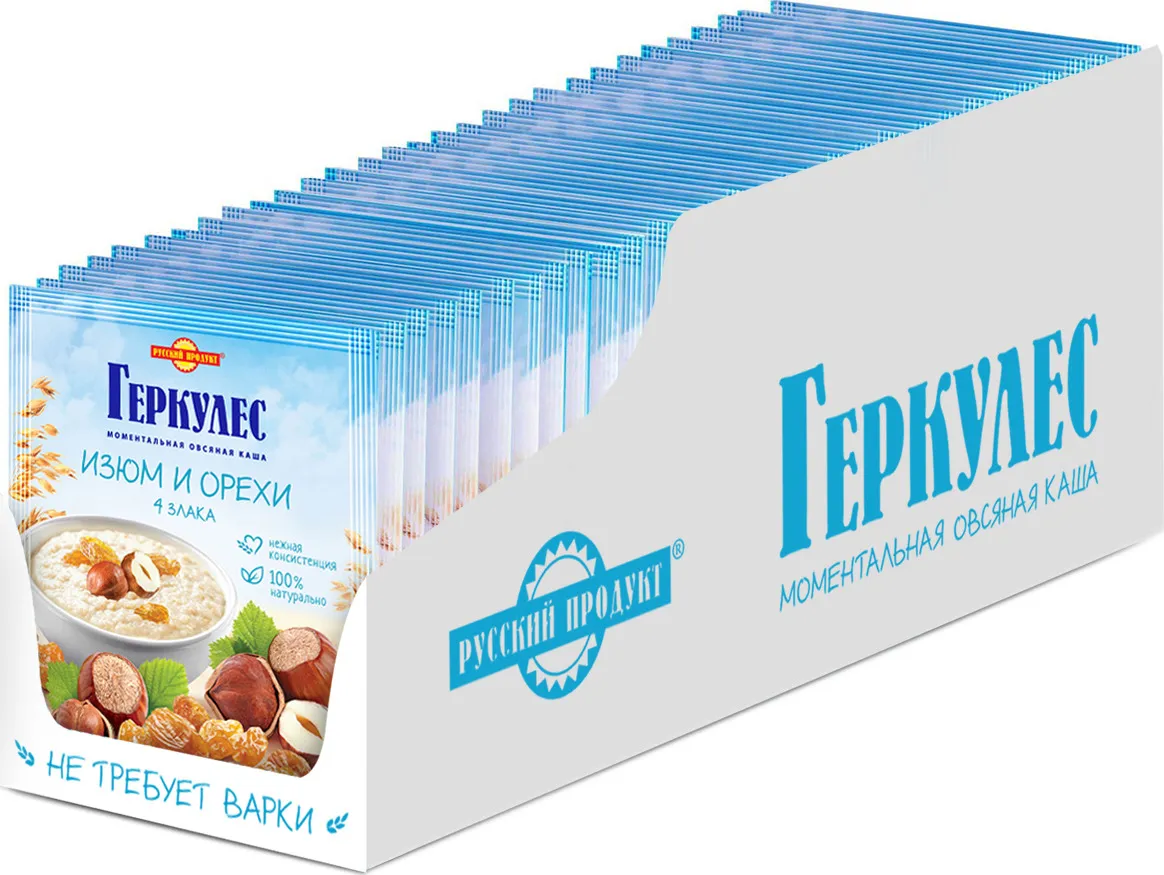 РУССКИЙ ПРОДУКТ®
ГЕРКУЛЕС
МОМЕНТАЛЬНАЯ ОВСЯНАЯ КАША
ИЗЮМ И ОРЕХИ
4 ЗЛАКА
нежная
консистенция
100%
натурально
НЕ ТРЕБУЕТ ВАРКИ
РУССКИЙ ПРОДУКТ®
ГЕРКУЛЕС
МОМЕНТАЛЬНАЯ ОВСЯНАЯ КАША